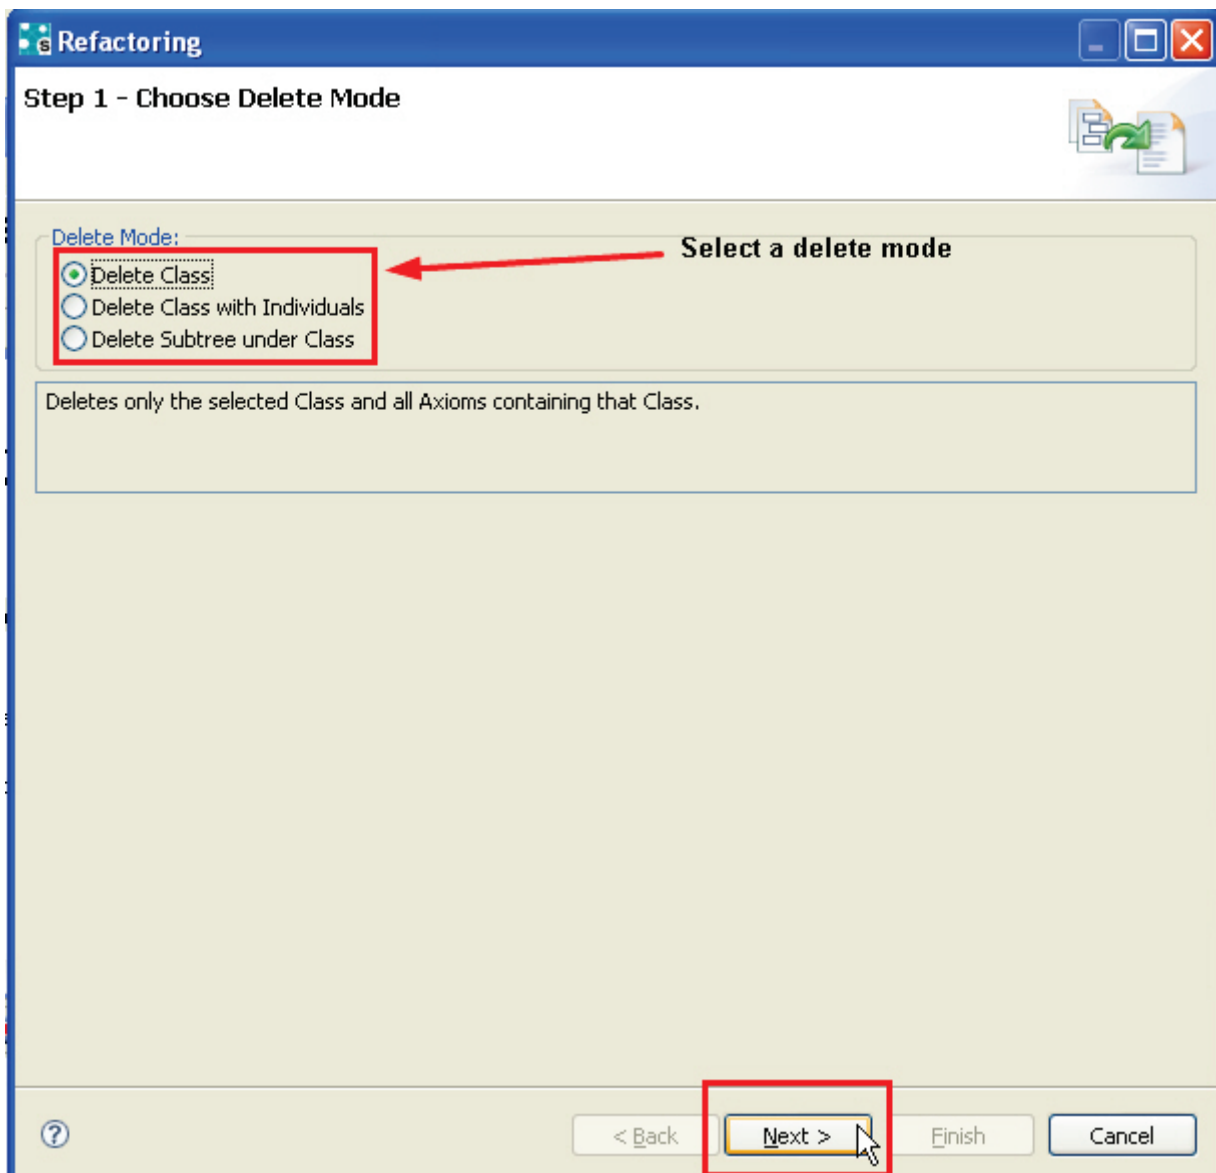 Refactoring
Step 1 - Choose Delete Mode
Delete Mode:
Select a delete mode
Delete Class
Delete Class with Individuals
Delete Subtree under Class
Deletes only the selected Class and all Axioms containing that Class.
? < Back Next > Finish Cancel